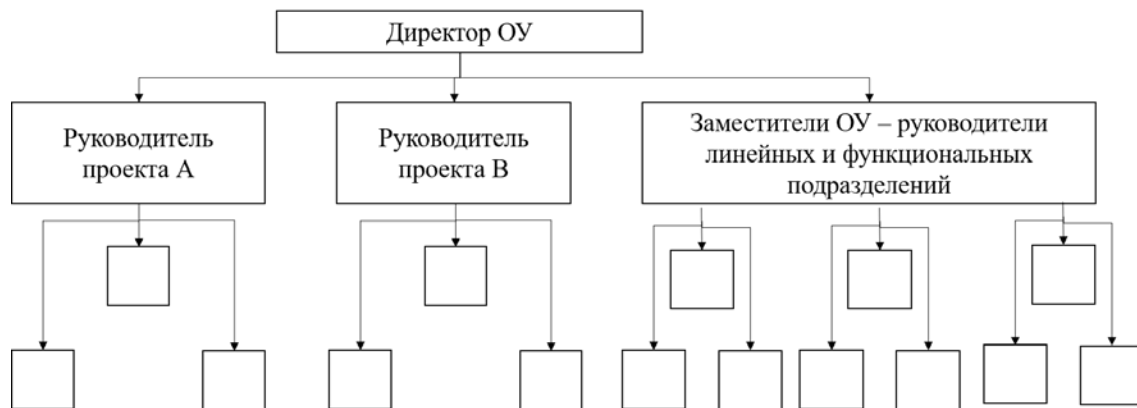 Директор ОУ
Руководитель
проекта А
Руководитель
проекта В
Заместители ОУ – руководители
линейных и функциональных
подразделений